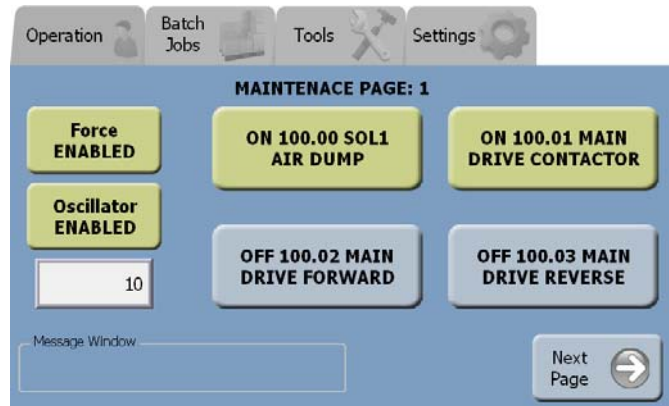 Operation
Batch
Jobs
Tools
Settings
MAINTENACE PAGE: 1
Force
ENABLED
ON 100.00 SOL1
AIR DUMP
ON 100.01 MAIN
DRIVE CONTACTOR
Oscillator
ENABLED
10
OFF 100.02 MAIN
DRIVE FORWARD
OFF 100.03 MAIN
DRIVE REVERSE
Message Window
Next
Page